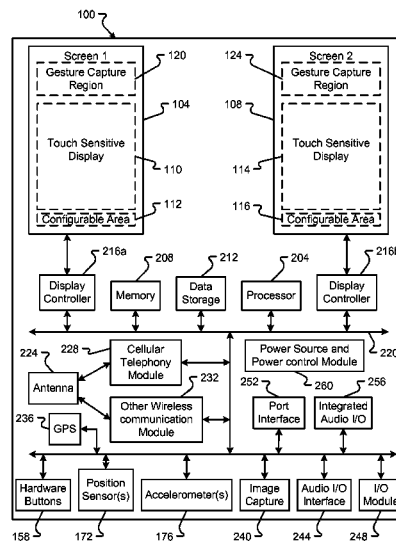 100
Screen 1
120
Gesture Capture
Region
104
Touch Sensitive
Display
110
112
Configurable Area
Screen 2
124
Gesture Capture
Region
108
Touch Sensitive
Display
114
116
Configurable Area
216a
208
212
204
216b
Display
Controller
Memory
Data
Storage
Processor
Display
Controller
220
228
Cellular
Telephony
Module
Power Source and
Power control Module
224
Antenna
232
252
260
256
236
GPS
Other Wireless
communication
Module
Port
Interface
Integrated
Audio I/O
Hardware
Buttons
Position
Sensor(s)
Accelerometer(s)
Image
Capture
Audio I/O
Interface
I/O
Module
158
172
176
240
244
248